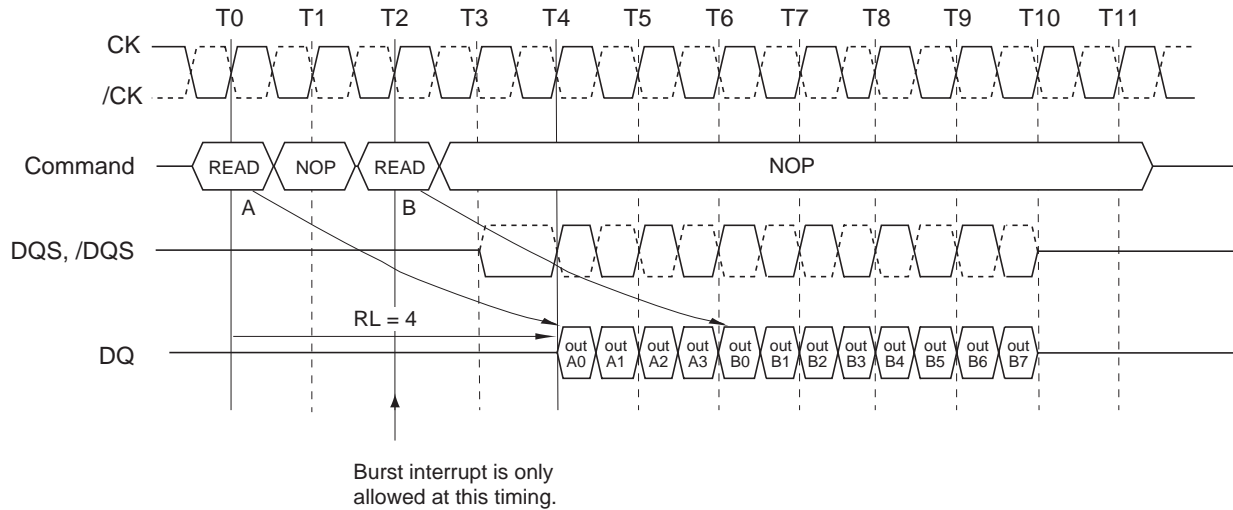 T0 T1 T2 T3 T4 T5 T6 T7 T8 T9 T10 T11
CK
/CK
Command READ NOP READ NOP
A B
DQS, /DQS
RL = 4
DQ out A0 out A1 out A2 out A3 out B0 out B1 out B2 out B3 out B4 out B5 out B6 out B7
Burst interrupt is only
allowed at this timing.